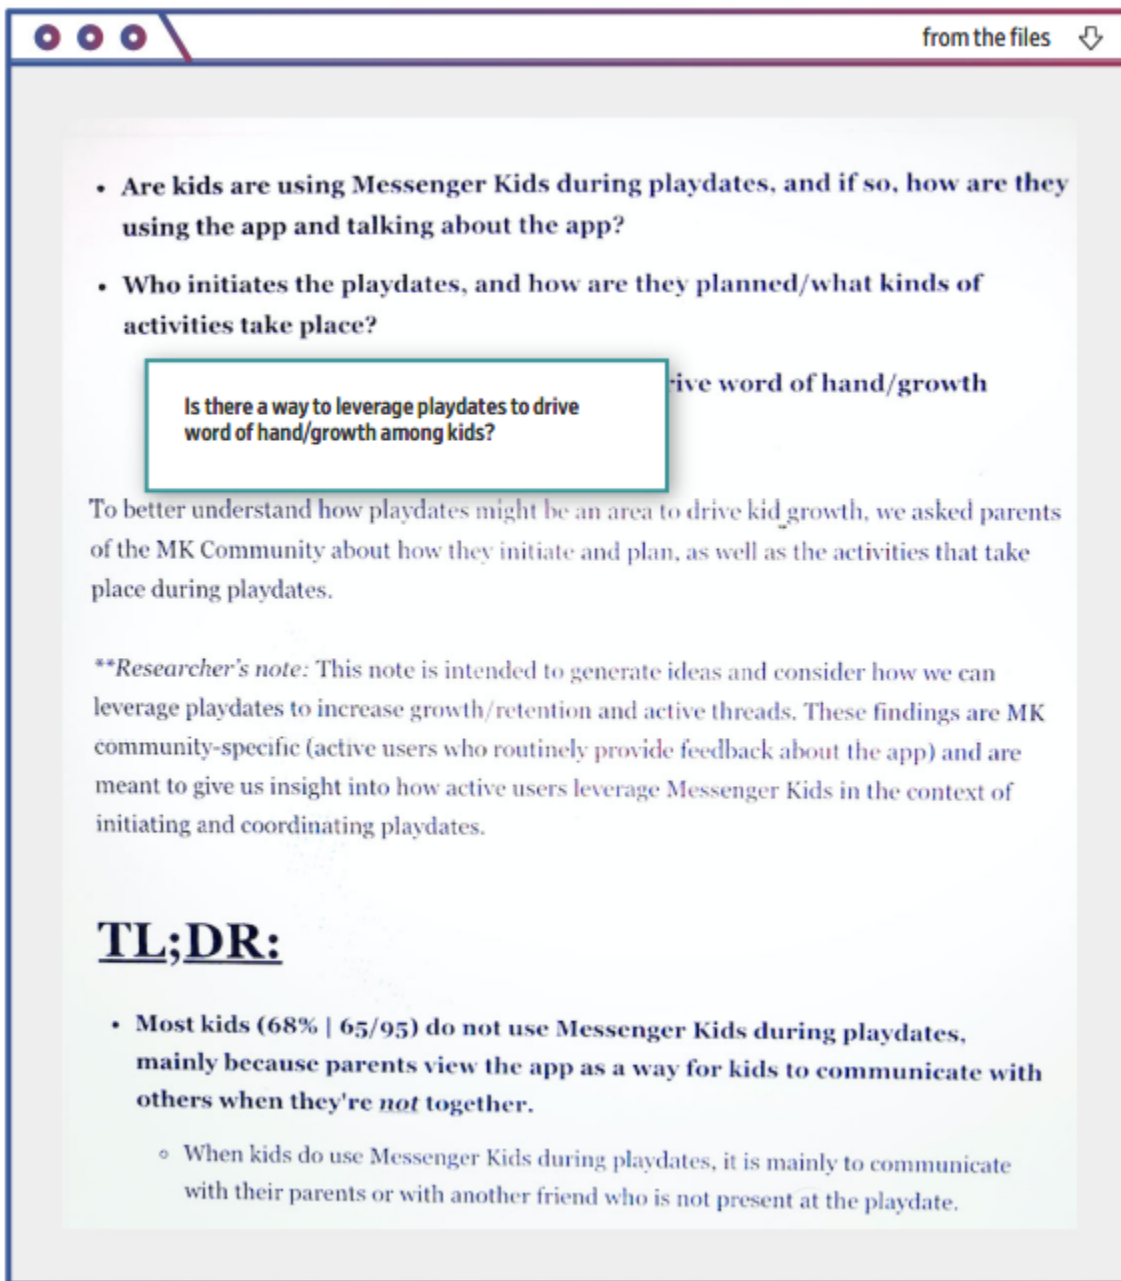 from the files
• Are kids are using Messenger Kids during playdates, and if so, how are they
using the app and talking about the app?
• Who initiates the playdates, and how are they planned/what kinds of
activities take place?
rive word of hand/growth
Is there a way to leverage playdates to drive
word of hand/growth among kids?
To better understand how playdates might be an area to drive kid growth, we asked parents
of the MK Community about how they initiate and plan, as well as the activities that take
place during playdates.
**Researcher's note: This note is intended to generate ideas and consider how we can
leverage playdates to increase growth/retention and active threads. These findings are MK
community-specific (active users who routinely provide feedback about the app) and are
meant to give us insight into how active users leverage Messenger Kids in the context of
initiating and coordinating playdates.
TL;DR:
• Most kids (68% | 65/95) do not use Messenger Kids during playdates,
mainly because parents view the app as a way for kids to communicate with
others when they're not together.
◦ When kids do use Messenger Kids during playdates, it is mainly to communicate
with their parents or with another friend who is not present at the playdate.